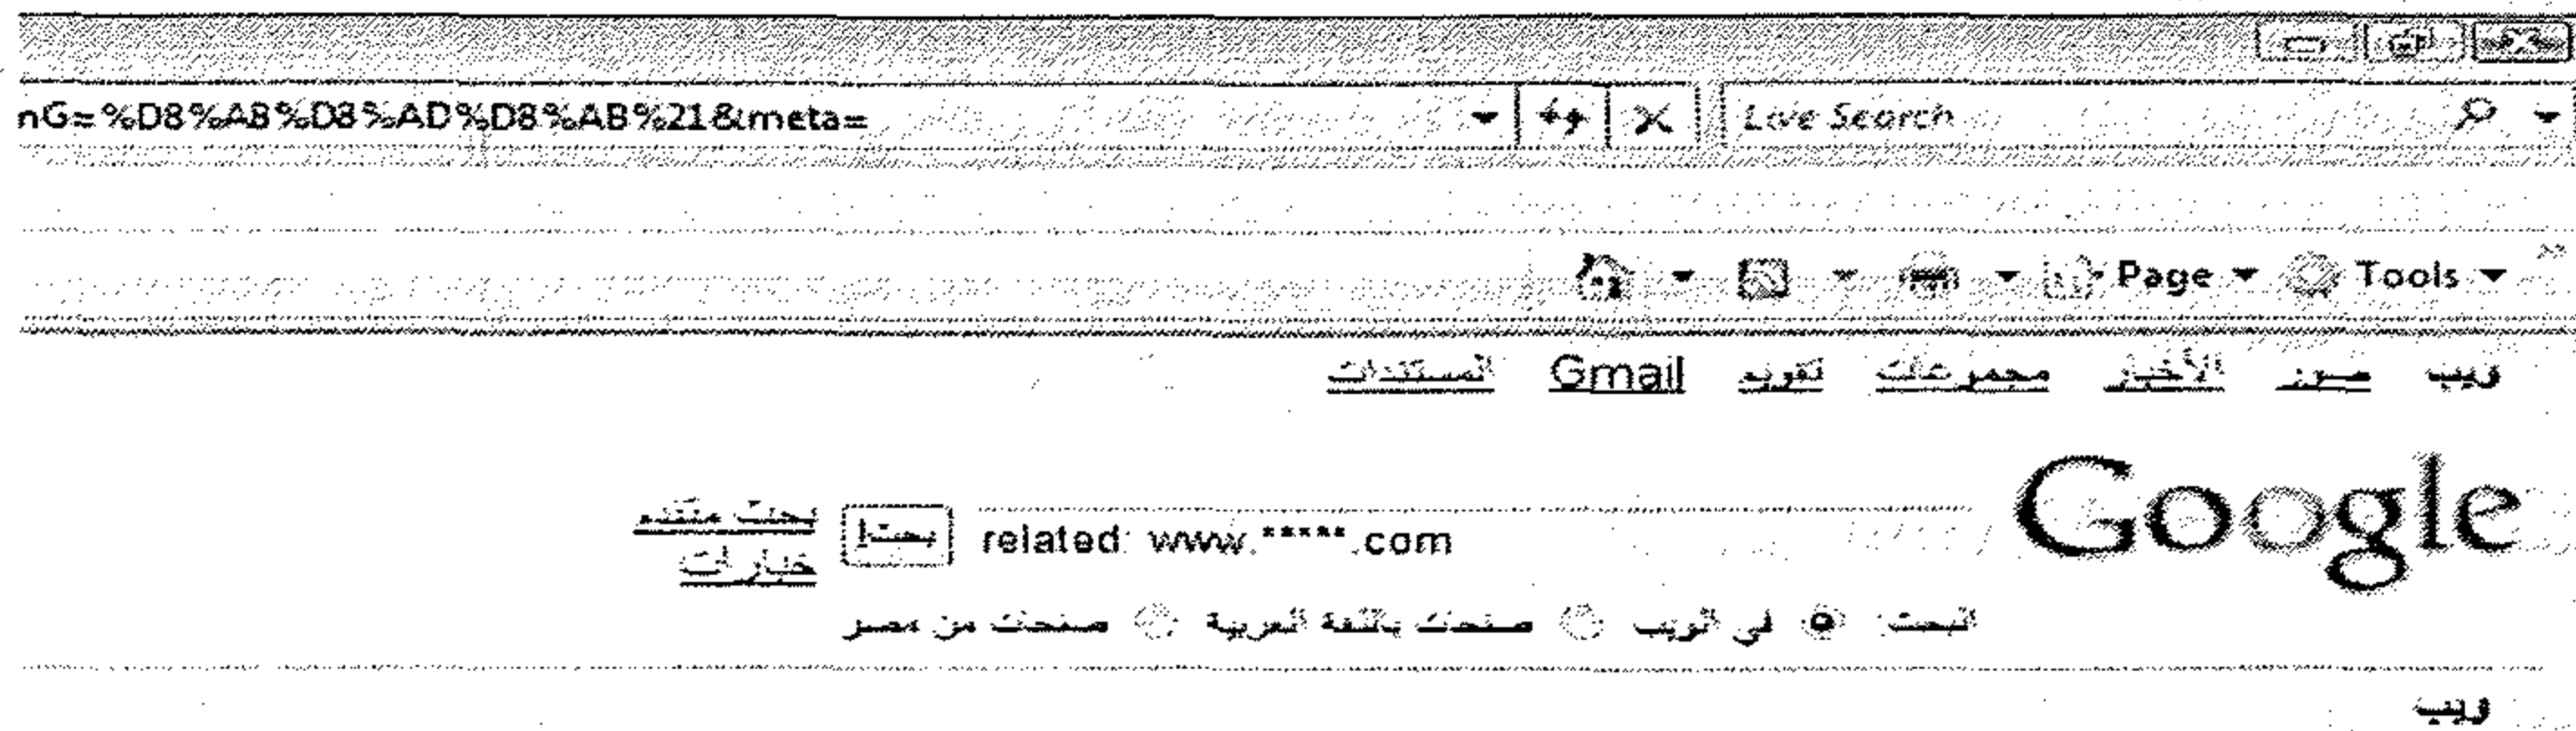 nG=%D8%A8%D8%AD%D8%AB%21&meta=
Live Search
Page Tools
ويب صور الأخبار مجموعات تقويم Gmail المستندات
Google
related: www.*****.com
بحث!
بحث متقدم
خيارات
البحث: في الويب صفحات باللغة العربية صفحات من مصر
ويب